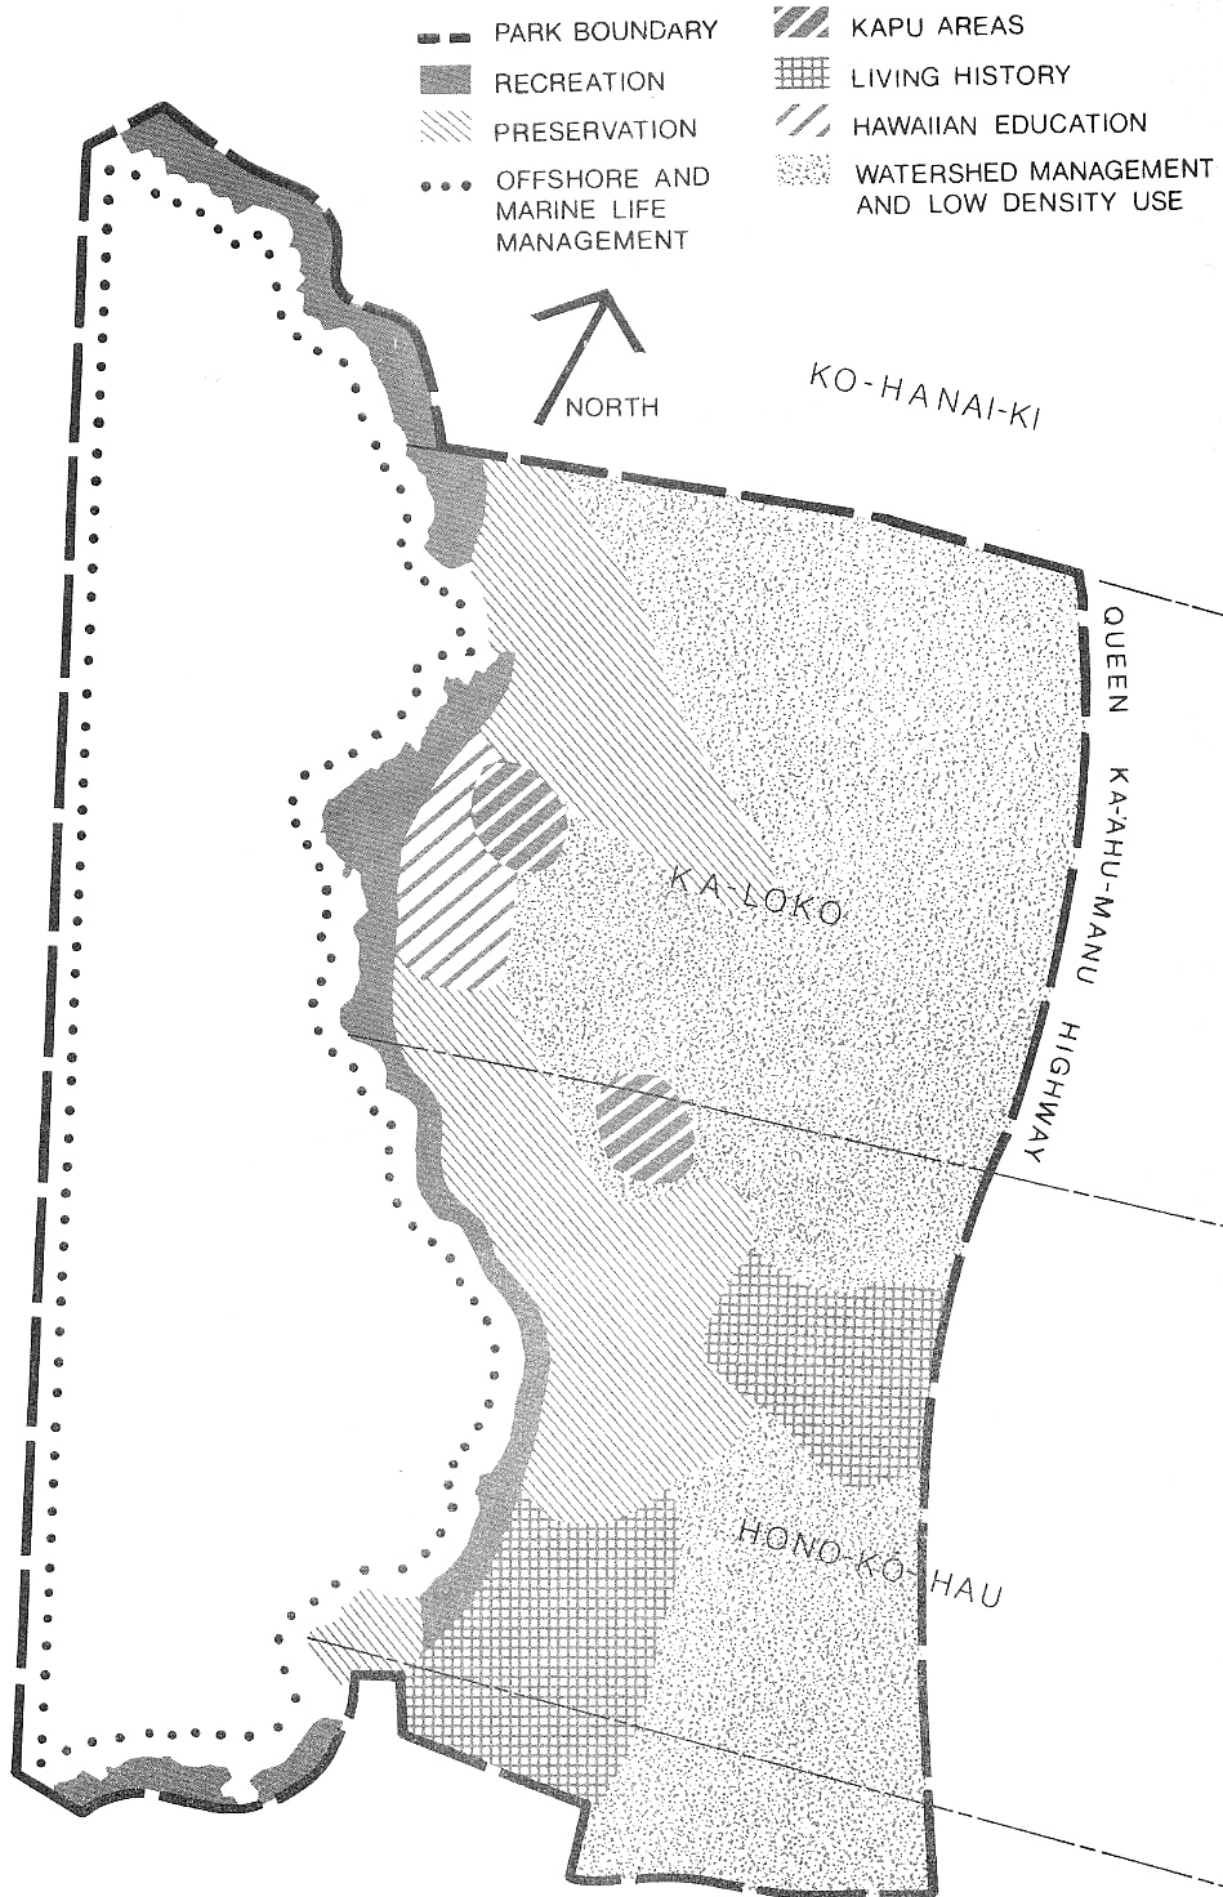 PARK BOUNDARY
RECREATION
PRESERVATION
OFFSHORE AND
MARINE LIFE
MANAGEMENT
KAPU AREAS
LIVING HISTORY
HAWAIIAN EDUCATION
WATERSHED MANAGEMENT
AND LOW DENSITY USE
NORTH
KO-HANAI-KI
QUEEN KA-'AHU-MANU HIGHWAY
KA-LOKO
HONO-KO-HAU